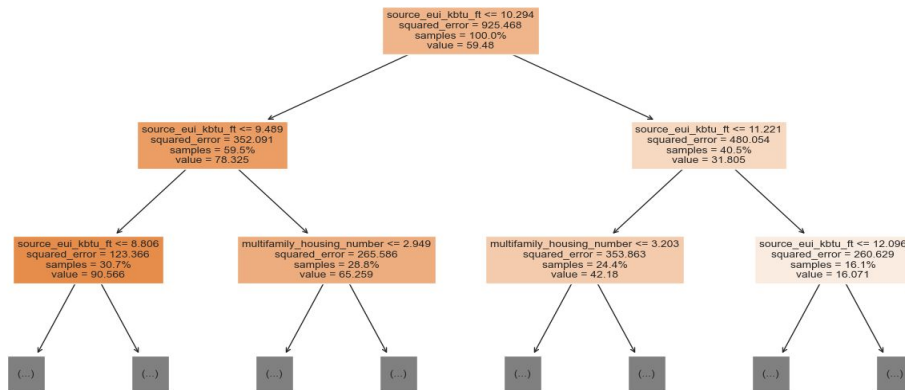 source_eui_kbtu_ft <= 10.294
squared_error = 925.468
samples = 100.0%
value = 59.48
source_eui_kbtu_ft <= 9.489
squared_error = 352.091
samples = 59.5%
value = 78.325
source_eui_kbtu_ft <= 11.221
squared_error = 480.054
samples = 40.5%
value = 31.805
source_eui_kbtu_ft <= 8.806
squared_error = 123.366
samples = 30.7%
value = 90.566
multifamily_housing_number <= 2.949
squared_error = 265.586
samples = 28.8%
value = 65.259
multifamily_housing_number <= 3.203
squared_error = 353.863
samples = 24.4%
value = 42.18
source_eui_kbtu_ft <= 12.096
squared_error = 260.629
samples = 16.1%
value = 16.071
(...)
(...)
(...)
(...)
(...)
(...)
(...)
(...)